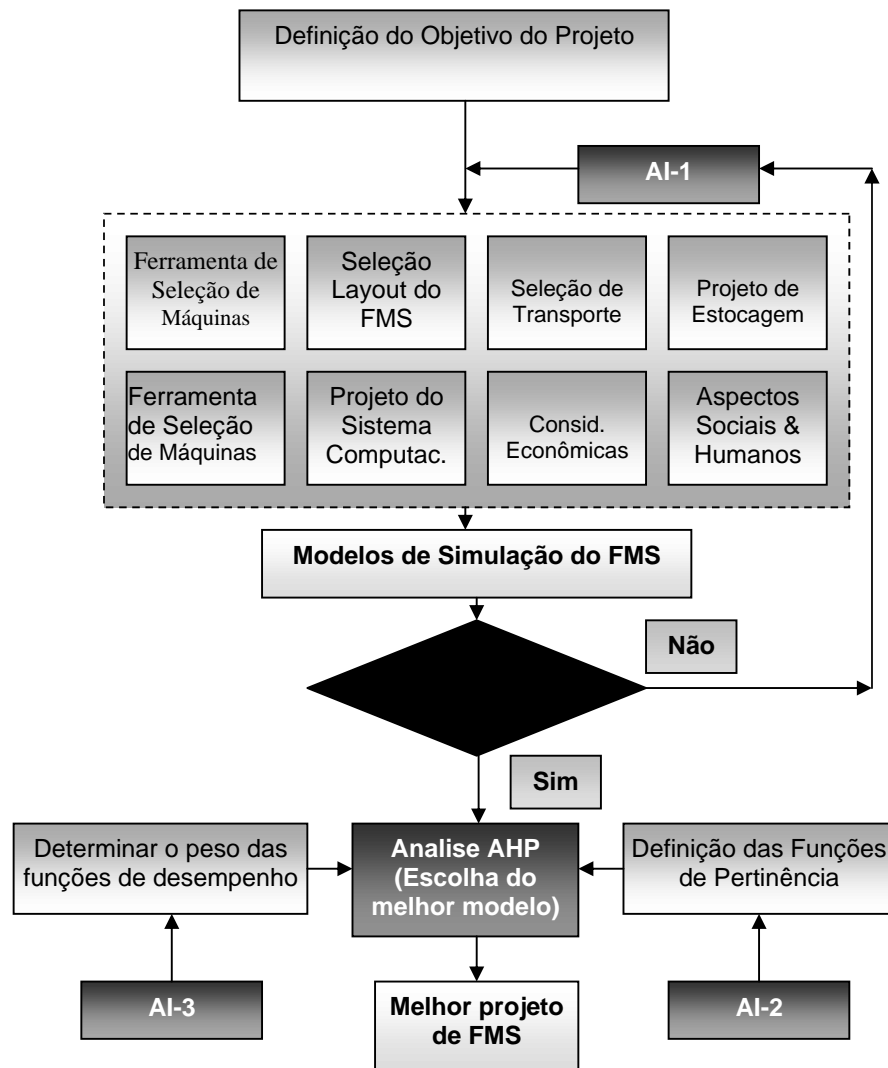 Definição do Objetivo do Projeto
AI-1
Ferramenta de
Seleção de
Máquinas
Seleção
Layout do
FMS
Seleção de
Transporte
Projeto de
Estocagem
Ferramenta
de Seleção
de Máquinas
Projeto do
Sistema
Computac.
Consid.
Econômicas
Aspectos
Sociais &
Humanos
Modelos de Simulação do FMS
Não
Sim
Determinar o peso das
funções de desempenho
Analise AHP
(Escolha do
melhor modelo)
Definição das Funções
de Pertinência
AI-3
Melhor projeto
de FMS
AI-2